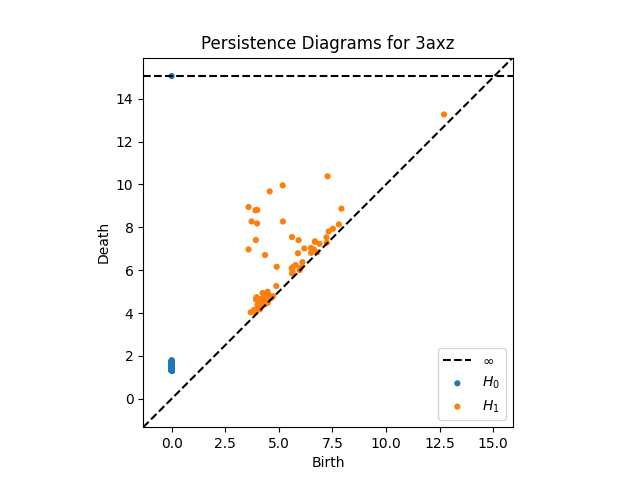 Persistence Diagrams for 3axz
Death
14
12
10
8
6
4
2
0
∞
H₀
H₁
0.0 2.5 5.0 7.5 10.0 12.5 15.0
Birth